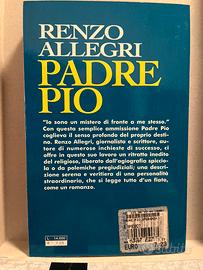 RENZO
ALLEGRI
PADRE
PIO
"Io sono un mistero di fronte a me stesso."
Con questa semplice ammissione Padre Pio
coglieva il senso profondo del proprio desti-
no. Renzo Allegri, giornalista e scrittore, au-
tore di numerose inchieste di successo, ci
offre in questo suo lavoro un ritratto inedito
del religioso, liberato dall'agiografia spiccio-
la e da polemiche pregiudiziali; una descri-
zione serena e veritiera di una personalità
straordinaria, che si legge tutto d'un fiato,
come un romanzo.